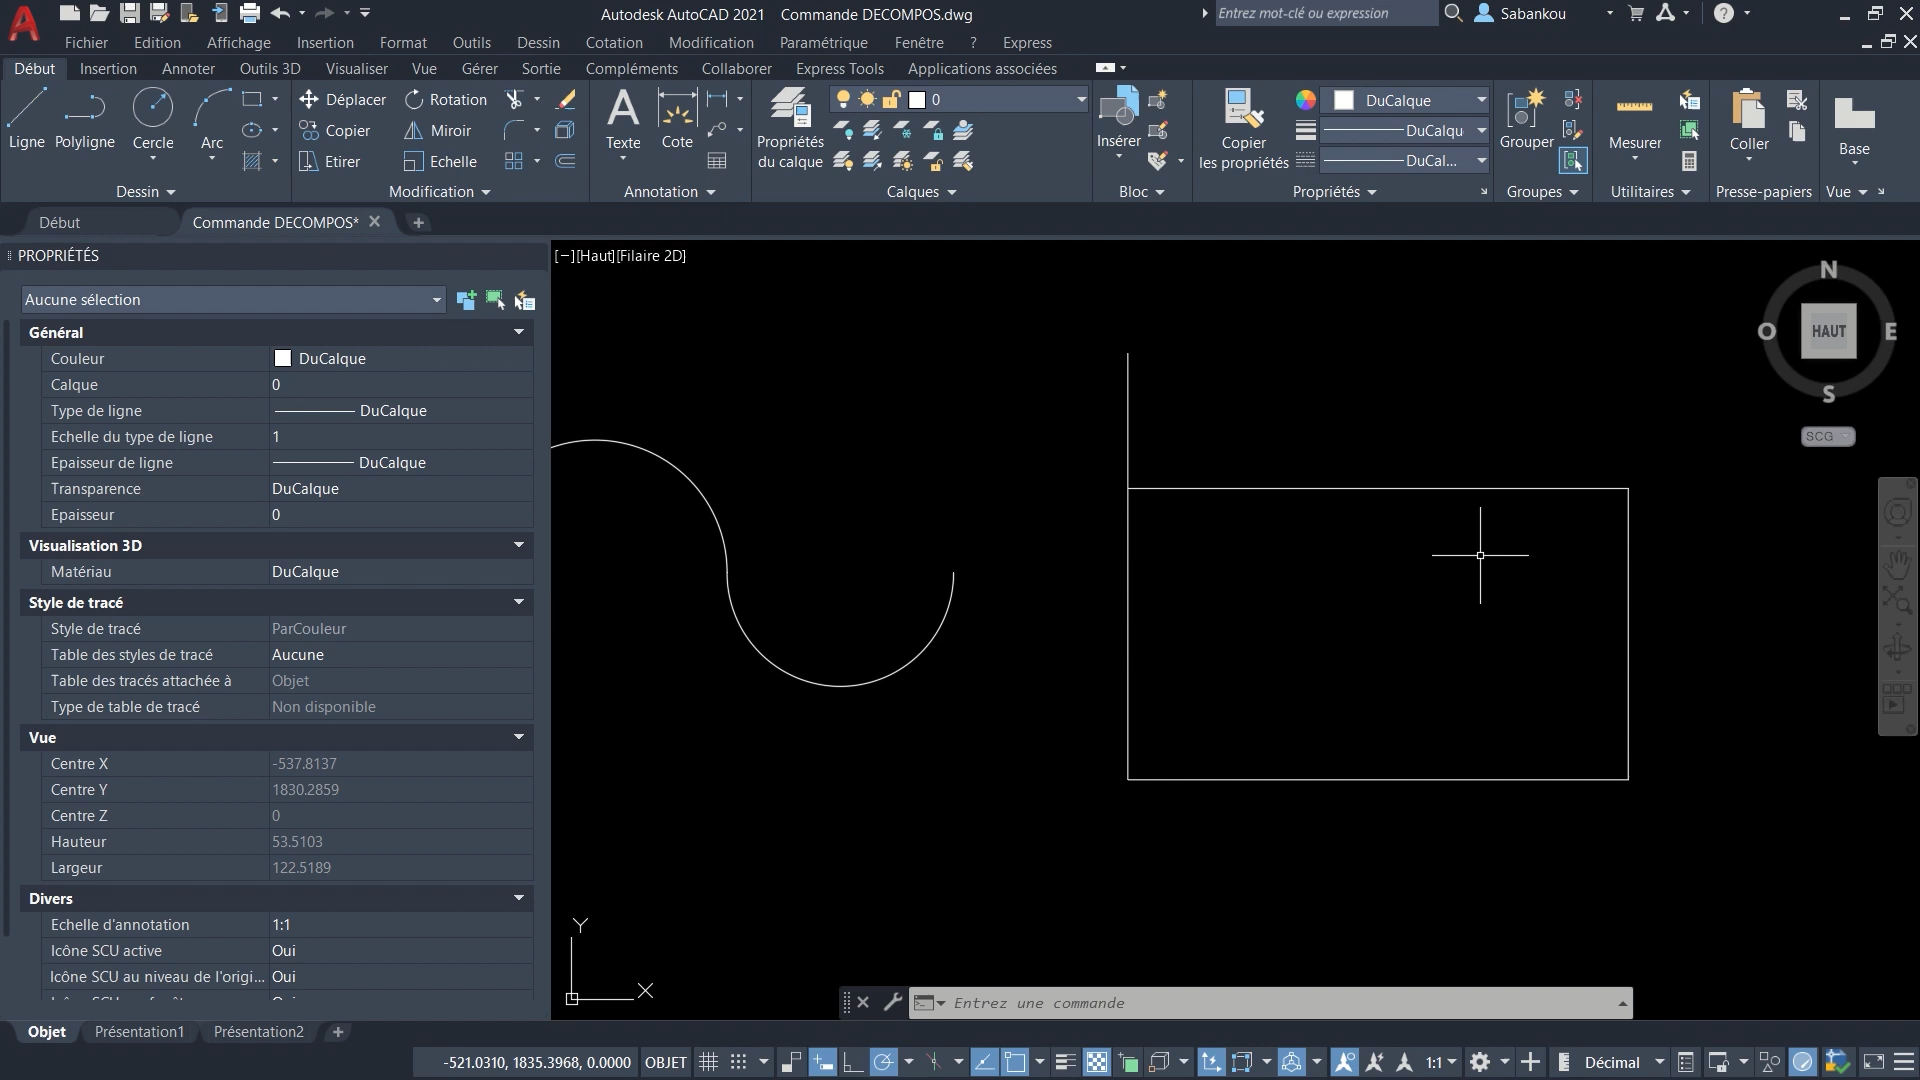 Autodesk AutoCAD 2021 Commande DECOMPOS.dwg
Entrez mot-clé ou expression
Sabankou
Fichier Edition Affichage Insertion Format Outils Dessin Cotation Modification Paramétrique Fenêtre ? Express
Début Insertion Annoter Outils 3D Visualiser Vue Gérer Sortie Compléments Collaborer Express Tools Applications associées
Ligne Polyligne Cercle Arc
Déplacer Rotation
Copier Miroir
Etirer Echelle
Texte Cote
Propriétés du calque
0
Insérer
Copier les propriétés
DuCalque
DuCalqu
DuCal...
Grouper
Mesurer
Coller
Base
Dessin Modification Annotation Calques Bloc Propriétés Groupes Utilitaires Presse-papiers Vue
Début Commande DECOMPOS*
PROPRIÉTÉS
[−][Haut][Filaire 2D]
Aucune sélection
Général
Couleur DuCalque
Calque 0
Type de ligne DuCalque
Echelle du type de ligne 1
Epaisseur de ligne DuCalque
Transparence DuCalque
Epaisseur 0
Visualisation 3D
Matériau DuCalque
Style de tracé
Style de tracé ParCouleur
Table des styles de tracé Aucune
Table des tracés attachée à Objet
Type de table de tracé Non disponible
Vue
Centre X -537.8137
Centre Y 1830.2859
Centre Z 0
Hauteur 53.5103
Largeur 122.5189
Divers
Echelle d'annotation 1:1
Icône SCU active Oui
Icône SCU au niveau de l'origi... Oui
N
O HAUT E
S
SCG
Y
X
Entrez une commande
Objet Présentation1 Présentation2
-521.0310, 1835.3968, 0.0000 OBJET 1:1 Décimal